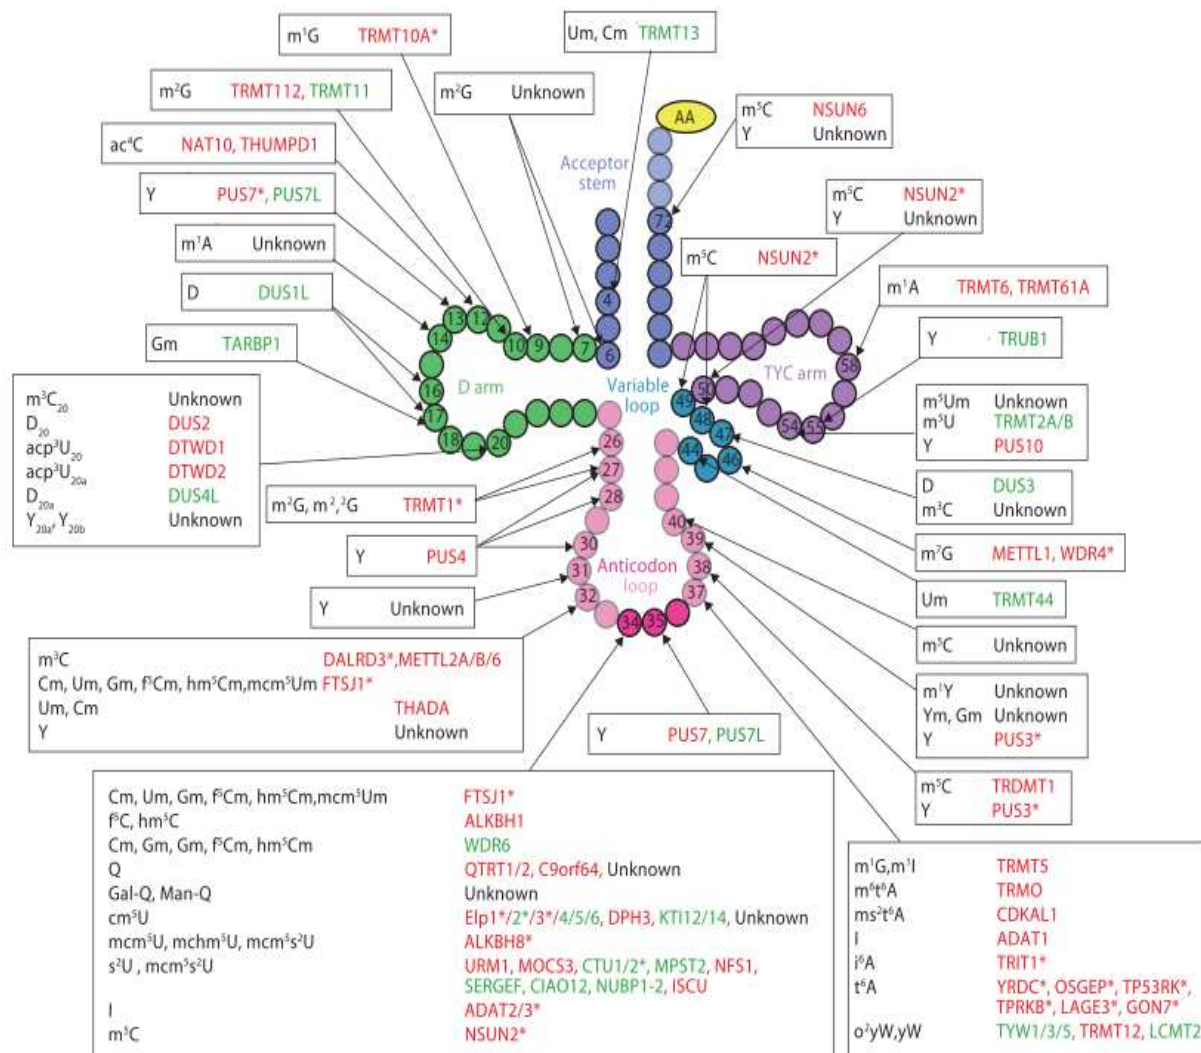 m¹G TRMT10A*
Um, Cm TRMT13
m²G TRMT112, TRMT11
m²G Unknown
m⁵C NSUN6
Y Unknown
AA
ac⁴C NAT10, THUMPD1
Acceptor
stem
Y PUS7*, PUS7L
m⁵C NSUN2*
Y Unknown
72
m¹A Unknown
m⁵C NSUN2*
D DUS1L
m¹A TRMT6, TRMT61A
4
13 12
14 10 9 7 6
Gm TARBP1
Y TRUB1
58
D arm
TYC arm
Variable
loop
16
17
18
20
50
49
48
47
46
44
54 55
m³C₂₀ Unknown
D₂₀ DUS2
acp³U₂₀ DTWD1
acp³U₂₀ₐ DTWD2
D₂₀ₐ DUS4L
Y₂₀ₐ, Y₂₀b Unknown
m⁵Um Unknown
m⁵U TRMT2A/B
Y PUS10
26
27
28
m²G, m²,²G TRMT1*
D DUS3
m³C Unknown
40
39
38
37
30
31
32
Y PUS4
m⁷G METTL1, WDR4*
Anticodon
loop
Y Unknown
Um TRMT44
34 35
m⁵C Unknown
m³C DALRD3*,METTL2A/B/6
Cm, Um, Gm, f⁵Cm, hm⁵Cm,mcm⁵Um FTSJ1*
Um, Cm THADA
Y Unknown
m¹Y Unknown
Ym, Gm Unknown
Y PUS3*
Y PUS7, PUS7L
m⁵C TRDMT1
Y PUS3*
Cm, Um, Gm, f⁵Cm, hm⁵Cm,mcm⁵Um FTSJ1*
f⁵C, hm⁵C ALKBH1
Cm, Gm, Gm, f⁵Cm, hm⁵Cm WDR6
Q QTRT1/2, C9orf64, Unknown
Gal-Q, Man-Q Unknown
cm⁵U Elp1*/2*/3*/4/5/6, DPH3, KTI12/14, Unknown
mcm⁵U, mchm⁵U, mcm⁵s²U ALKBH8*
s²U , mcm⁵s²U URM1, MOCS3, CTU1/2*, MPST2, NFS1,
SERGEF, CIAO12, NUBP1-2, ISCU
I ADAT2/3*
m⁵C NSUN2*
m¹G,m¹I TRMT5
m⁶t⁶A TRMO
ms²t⁶A CDKAL1
I ADAT1
i⁶A TRIT1*
t⁶A YRDC*, OSGEP*, TP53RK*,
TPRKB*, LAGE3*, GON7*
o²yW,yW TYW1/3/5, TRMT12, LCMT2